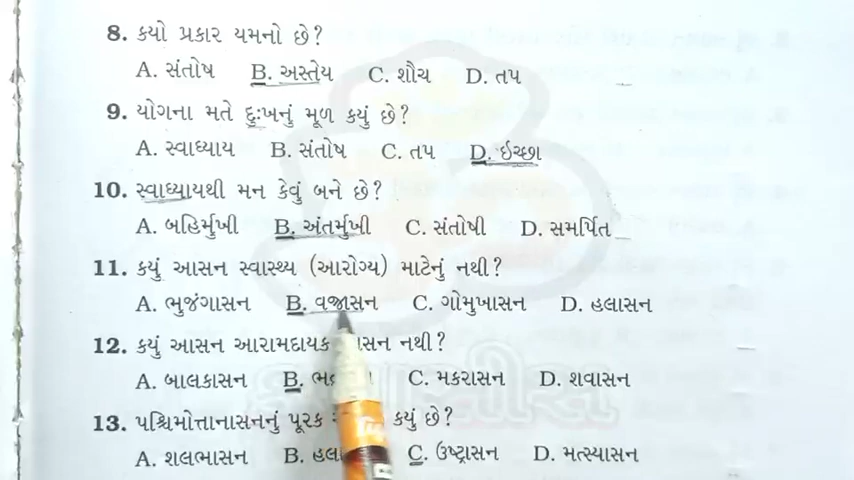 8. કયો પ્રકાર યમનો છે?
A. સંતોષ B. અસ્તેય C. શૌચ D. તપ
9. યોગના મતે દુઃખનું મૂળ કયું છે?
A. સ્વાધ્યાય B. સંતોષ C. તપ D. ઇચ્છા
10. સ્વાધ્યાયથી મન કેવું બને છે?
A. બહિર્મુખી B. અંતર્મુખી C. સંતોષી D. સમર્પિત
11. કયું આસન સ્વાસ્થ્ય (આરોગ્ય) માટેનું નથી?
A. ભુજંગાસન B. વજ્રાસન C. ગોમુખાસન D. હલાસન
12. કયું આસન આરામદાયક નથી?
A. બાલકાસન B. C. મકરાસન D. શવાસન
13. પશ્ચિમોત્તાનાસનનું પૂરક કયું છે?
A. શલભાસન B. C. ઉષ્ટ્રાસન D. મત્સ્યાસન